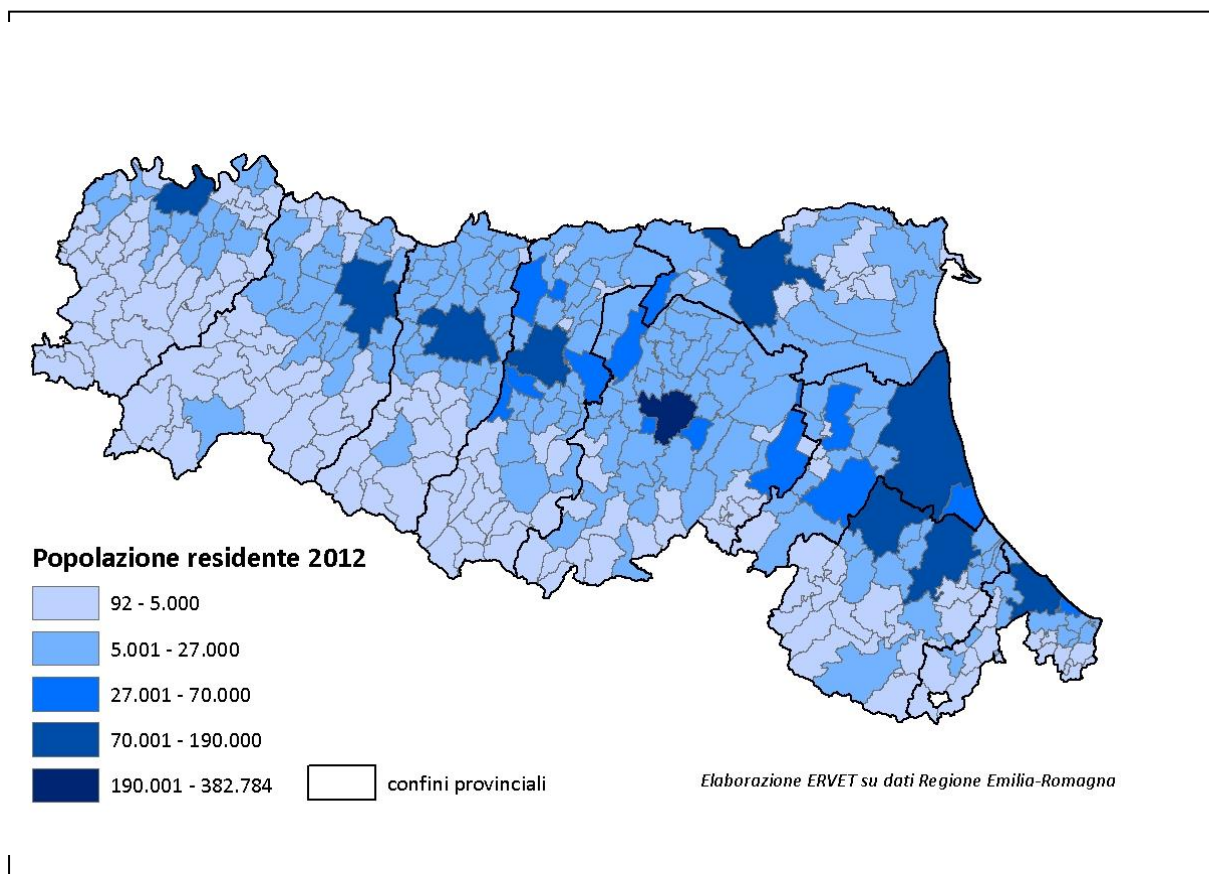 Popolazione residente 2012
92 - 5.000
5.001 - 27.000
27.001 - 70.000
70.001 - 190.000
190.001 - 382.784
confini provinciali
Elaborazione ERVET su dati Regione Emilia-Romagna